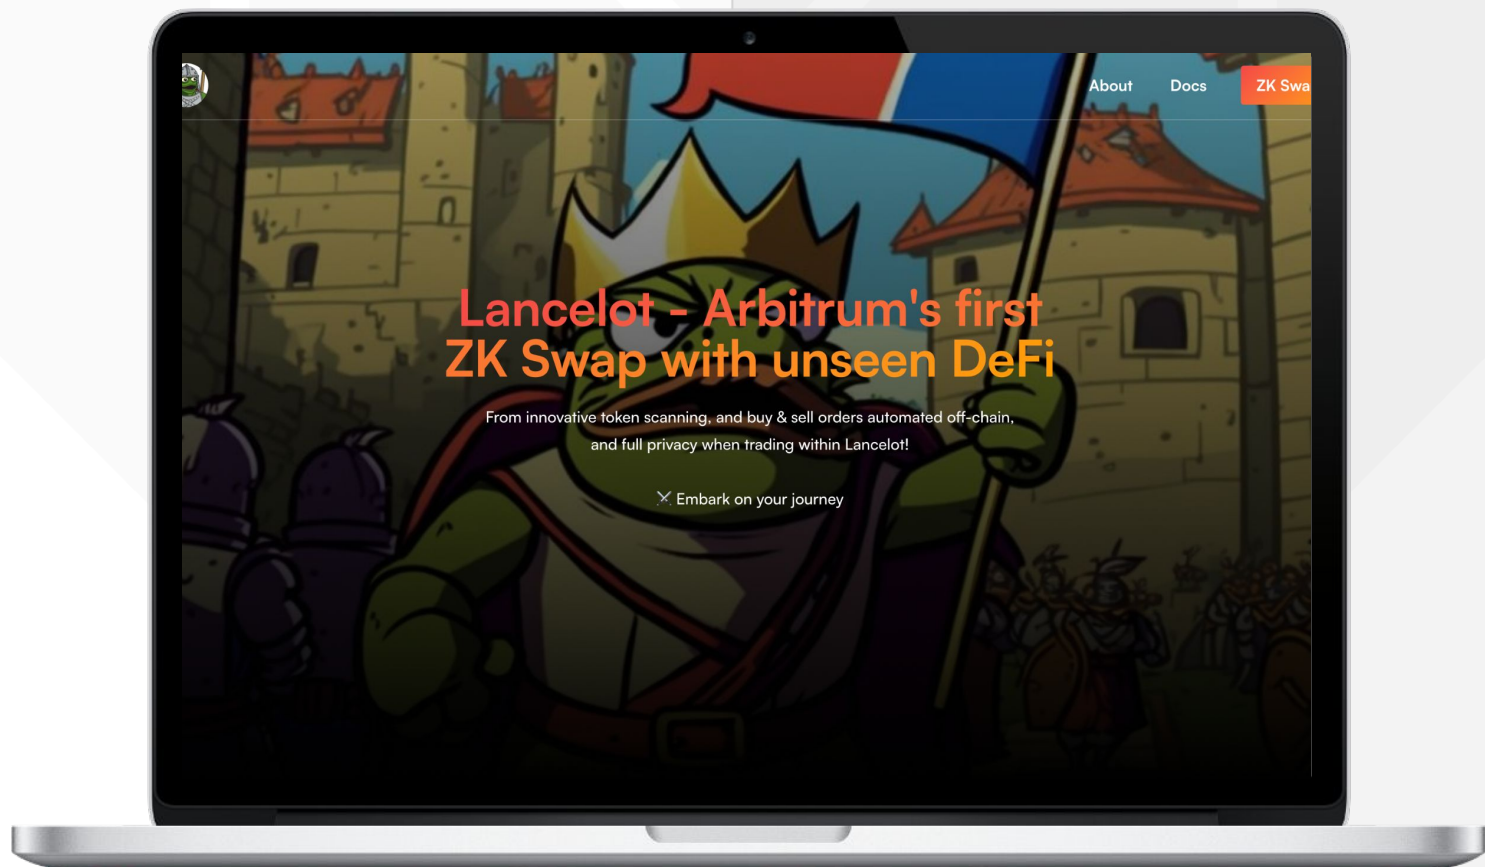 About
Docs
ZK Swa
Lancelot - Arbitrum's first
ZK Swap with unseen DeFi
From innovative token scanning, and buy & sell orders automated off-chain,
and full privacy when trading within Lancelot!
⚔ Embark on your journey